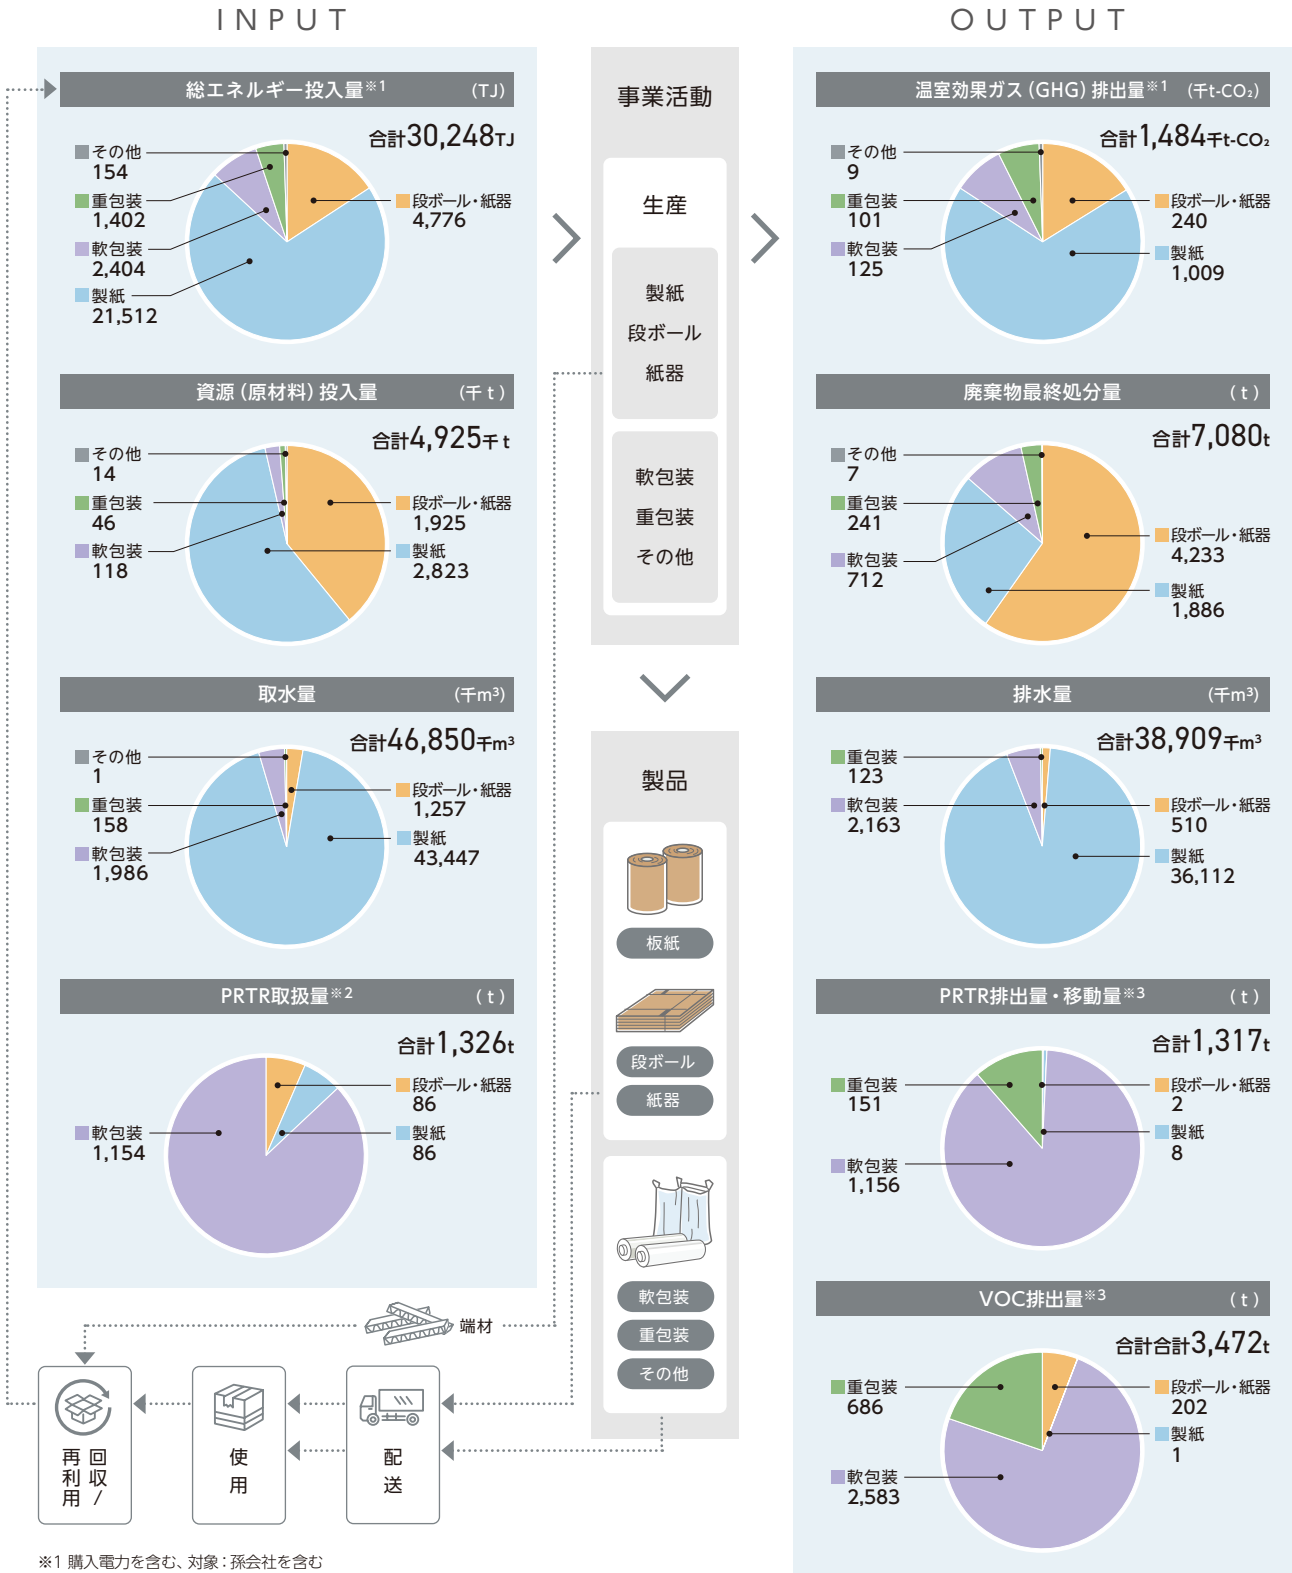 INPUT
総エネルギー投入量※1 (TJ)
合計30,248TJ
その他
154
重包装
1,402
軟包装
2,404
製紙
21,512
段ボール・紙器
4,776
資源（原材料）投入量 (千t)
合計4,925千t
その他
14
重包装
46
軟包装
118
段ボール・紙器
1,925
製紙
2,823
取水量 (千m³)
合計46,850千m³
その他
1
重包装
158
軟包装
1,986
段ボール・紙器
1,257
製紙
43,447
PRTR取扱量※2 (t)
合計1,326t
軟包装
1,154
段ボール・紙器
86
製紙
86
事業活動
生産
製紙
段ボール
紙器
軟包装
重包装
その他
製品
板紙
段ボール
紙器
軟包装
重包装
その他
OUTPUT
温室効果ガス（GHG）排出量※1 (千t-CO₂)
合計1,484千t-CO₂
その他
9
重包装
101
軟包装
125
段ボール・紙器
240
製紙
1,009
廃棄物最終処分量 (t)
合計7,080t
その他
7
重包装
241
軟包装
712
段ボール・紙器
4,233
製紙
1,886
排水量 (千m³)
合計38,909千m³
重包装
123
軟包装
2,163
段ボール・紙器
510
製紙
36,112
PRTR排出量・移動量※3 (t)
合計1,317t
重包装
151
軟包装
1,156
段ボール・紙器
2
製紙
8
VOC排出量※3 (t)
合計合計3,472t
重包装
686
軟包装
2,583
段ボール・紙器
202
製紙
1
端材
回収/
再利用
使用
配送
※1 購入電力を含む、対象：孫会社を含む